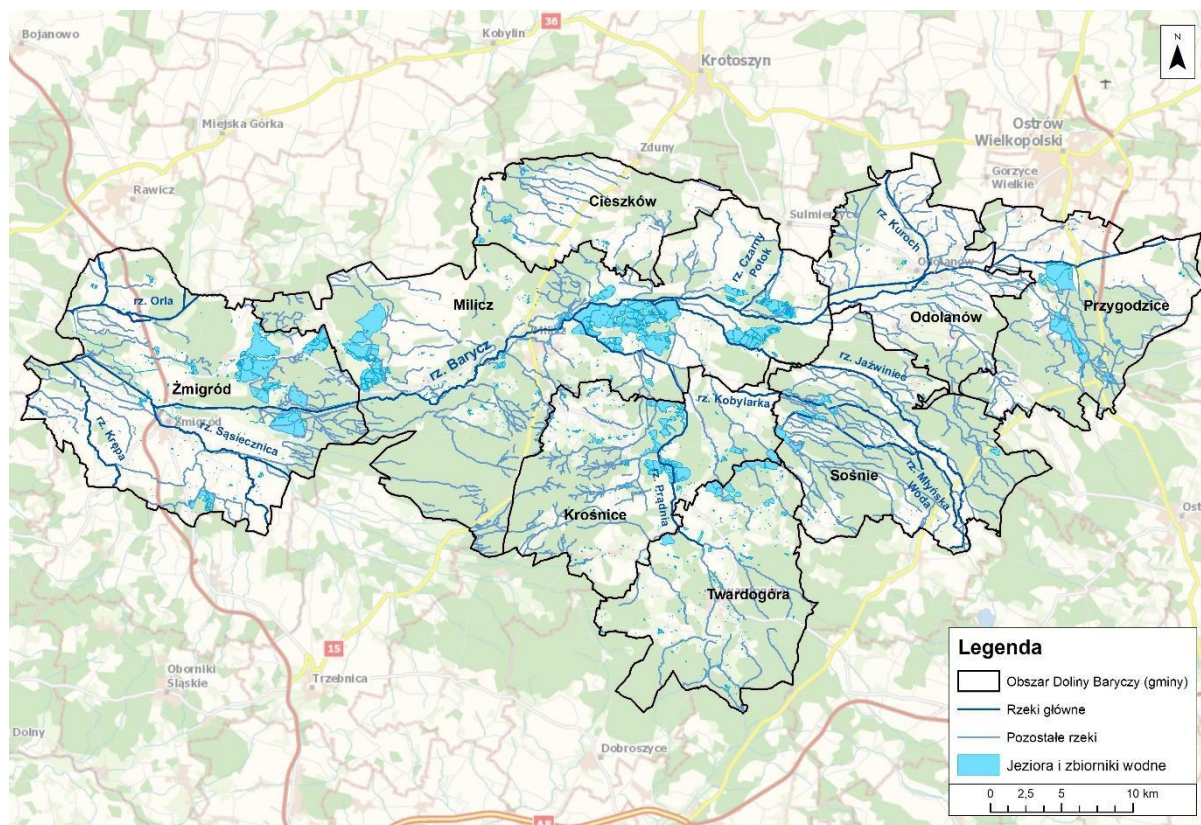 36
Bojanowo
Kobylin
N
Krotoszyn
Miejska Górka
Ostrów
Wielkopolski
Zduny
Gorzyce
Wielkie
Rawicz
Cieszków
Sulmierzyce
rz. Kuroch
rz. Czarny
Potok
Odolanów
rz. Orla
Milicz
Odolanów
Przygodzice
rz. Barycz
rz. Jaźwiniec
Żmigród
rz. Kobylarka
Żmigród
rz. Sąsiecznica
rz. Krępa
Sośnie
rz. Młyńska
Woda
rz. Prądnia
Krośnice
Ost
Twardogóra
15
Oborniki
Śląskie
Trzebnica
Dolny
Dobroszyce
A8
Legenda
Obszar Doliny Baryczy (gminy)
Rzeki główne
Pozostałe rzeki
Jeziora i zbiorniki wodne
0 2,5 5 10 km